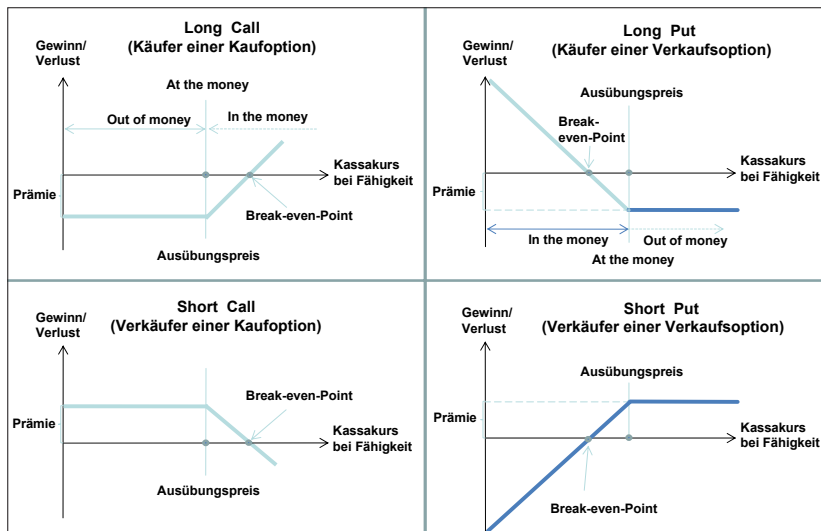 Long Call
(Käufer einer Kaufoption)
Gewinn/
Verlust
At the money
Out of money
In the money
Kassakurs
bei Fähigkeit
Prämie
Break-even-Point
Ausübungspreis
Long Put
(Käufer einer Verkaufsoption)
Gewinn/
Verlust
Ausübungspreis
Break-
even-Point
Kassakurs
bei Fähigkeit
Prämie
In the money
Out of money
At the money
Short Call
(Verkäufer einer Kaufoption)
Gewinn/
Verlust
Break-even-Point
Prämie
Kassakurs
bei Fähigkeit
Ausübungspreis
Short Put
(Verkäufer einer Verkaufsoption)
Gewinn/
Verlust
Ausübungspreis
Prämie
Kassakurs
bei Fähigkeit
Break-even-Point